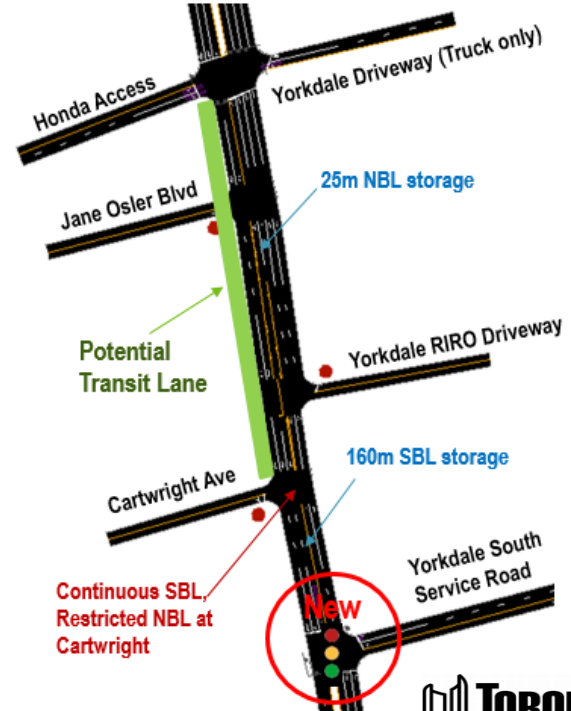 Honda Access
Yorkdale Driveway (Truck only)
25m NBL storage
Jane Osler Blvd
Potential
Transit Lane
Yorkdale RIRO Driveway
160m SBL storage
Cartwright Ave
Yorkdale South
Service Road
Continuous SBL,
Restricted NBL at
Cartwright
New